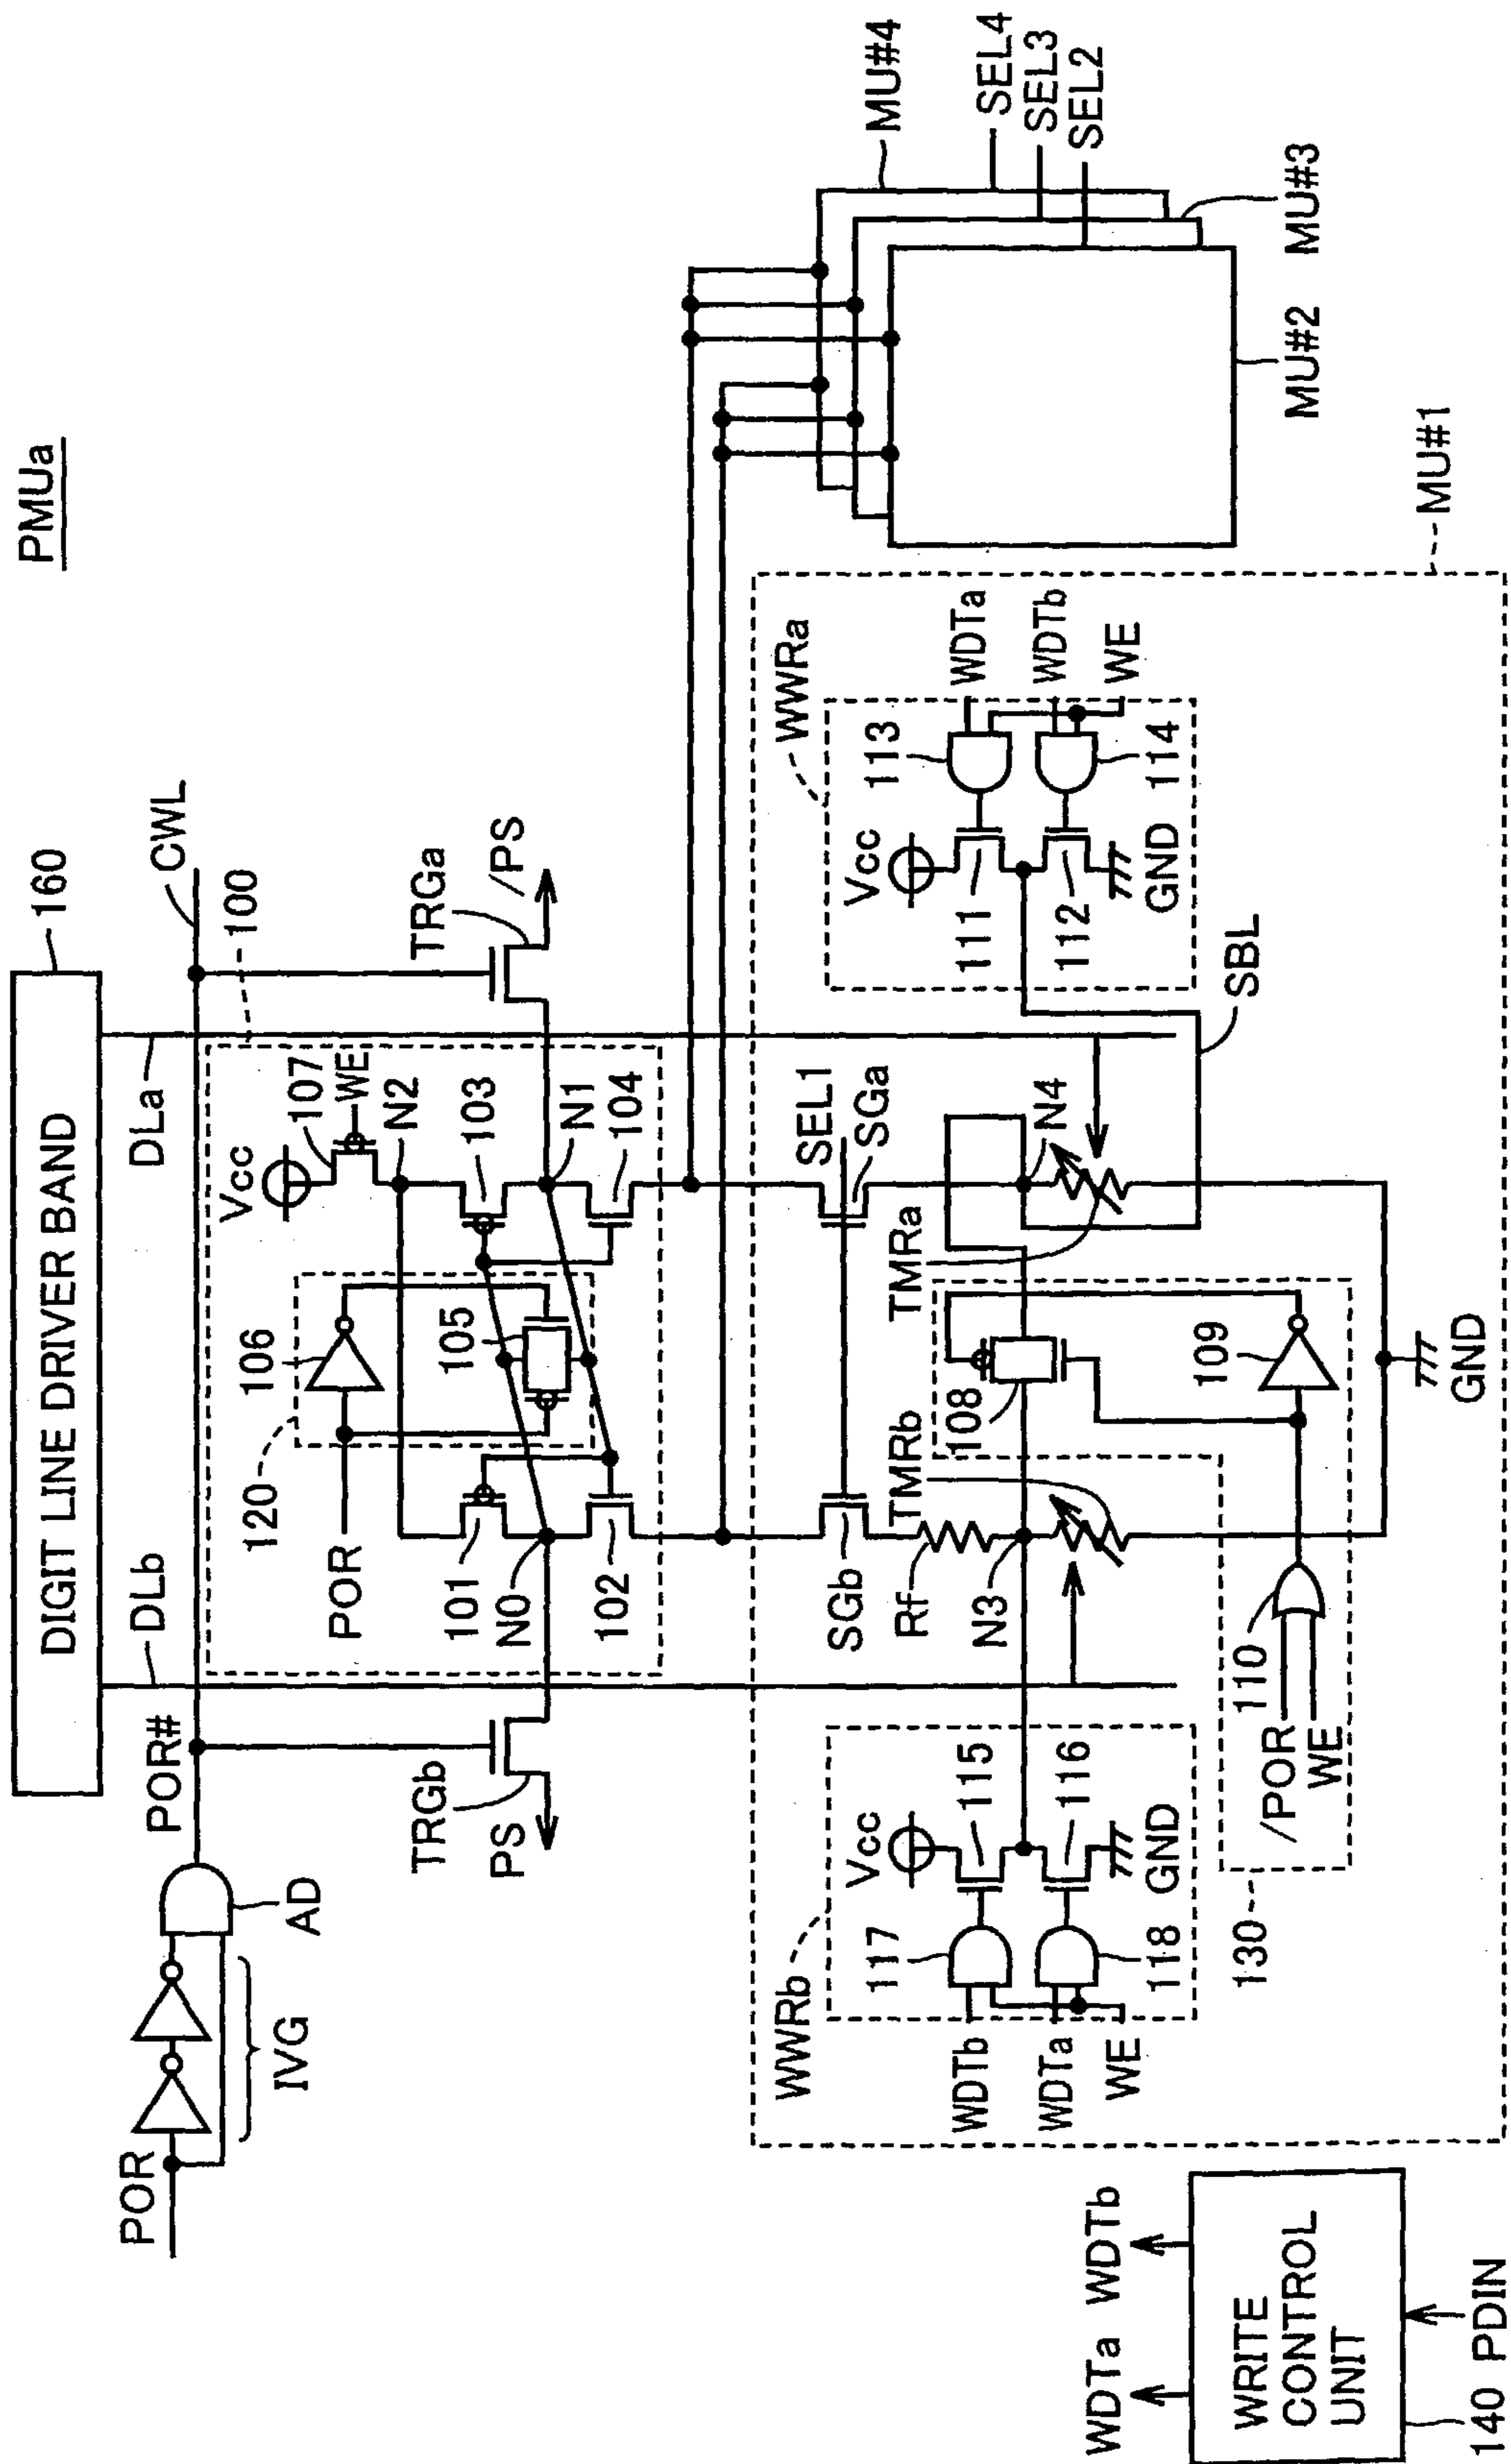 PMUa
DIGIT LINE DRIVER BAND
160
POR
IVG
AD
POR#
DLb
DLa
CWL
100
120
POR
106
105
Vcc
107
WE
N2
101
N0
102
103
N1
104
TRGb
PS
TRGa
/PS
MU#4
SEL4
SEL3
SEL2
MU#3
MU#2
MU#1
SEL1
SGb
SGa
Rf
N3
TMRb
TMRa
N4
108
109
110
/POR
WE
130
GND
SBL
WWRb
Vcc
115
116
GND
117
118
WDTb
WDTa
WE
WWRa
Vcc
111
112
GND
113
114
WDTa
WDTb
WE
WDTa
WDTb
WRITE
CONTROL
UNIT
140
PDIN